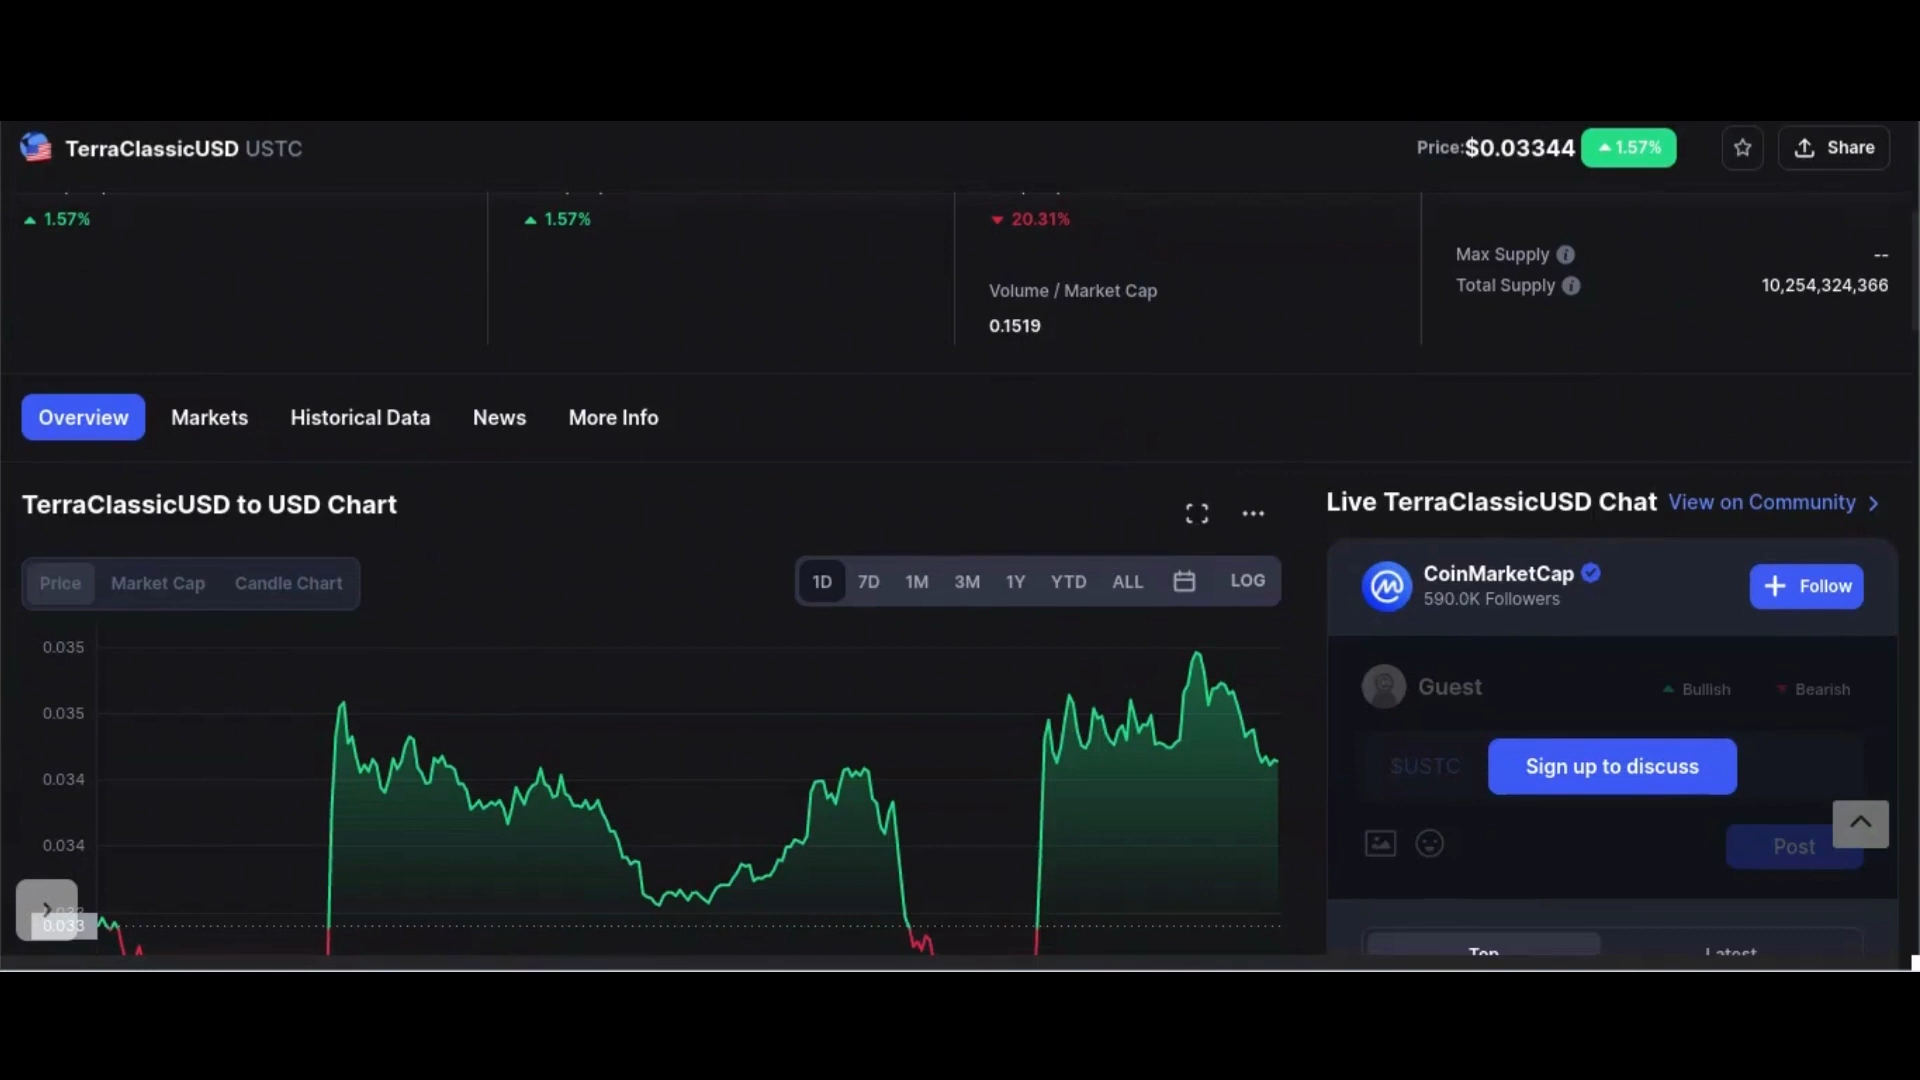 TerraClassicUSD USTC
Price:$0.03344 1.57% Share
1.57%
1.57%
20.31%
Volume / Market Cap
0.1519
Max Supply --
Total Supply 10,254,324,366
Overview Markets Historical Data News More Info
TerraClassicUSD to USD Chart
Price Market Cap Candle Chart
1D 7D 1M 3M 1Y YTD ALL LOG
0.035
0.035
0.034
0.034
0.033
Live TerraClassicUSD Chat View on Community
CoinMarketCap
590.0K Followers
Follow
Guest
Bullish Bearish
$USTC
Sign up to discuss
Post
Top Latest